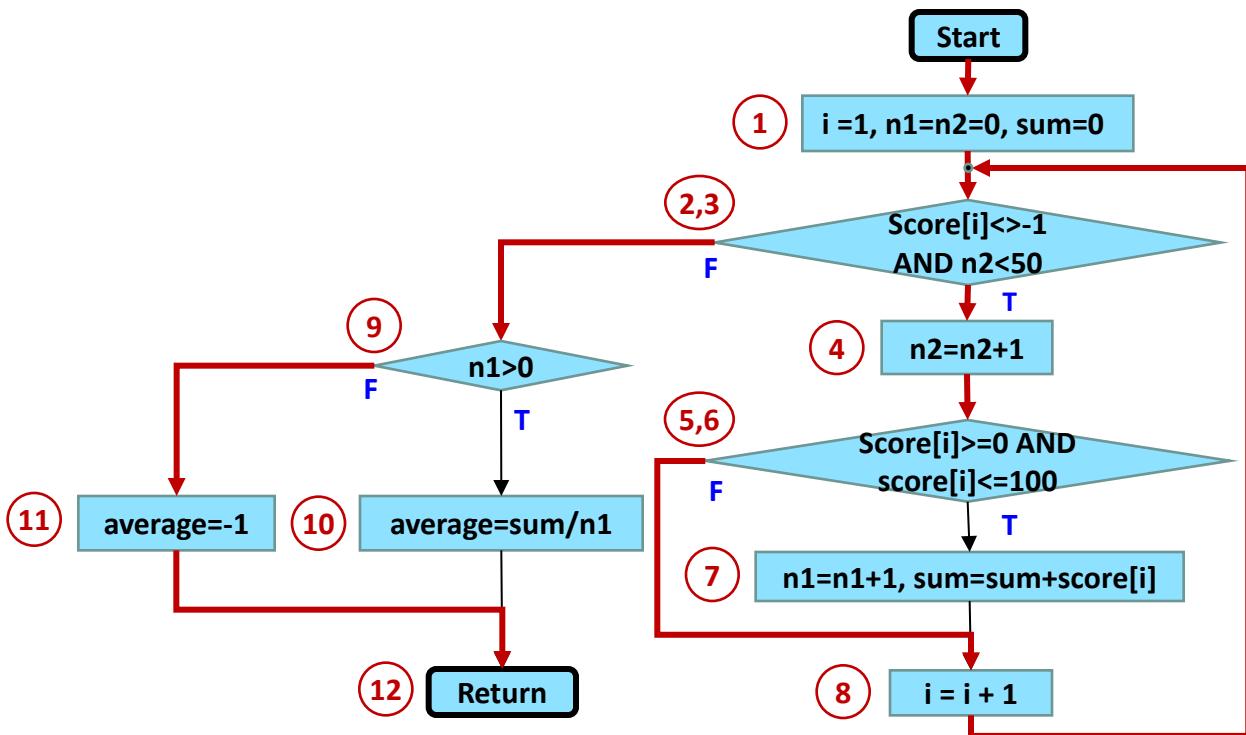 Start
1
i =1, n1=n2=0, sum=0
2,3
Score[i]<>-1
AND n2<50
F
T
9
4
n2=n2+1
n1>0
F
T
5,6
Score[i]>=0 AND
score[i]<=100
F
T
11
average=-1
10
average=sum/n1
7
n1=n1+1, sum=sum+score[i]
12
Return
8
i = i + 1